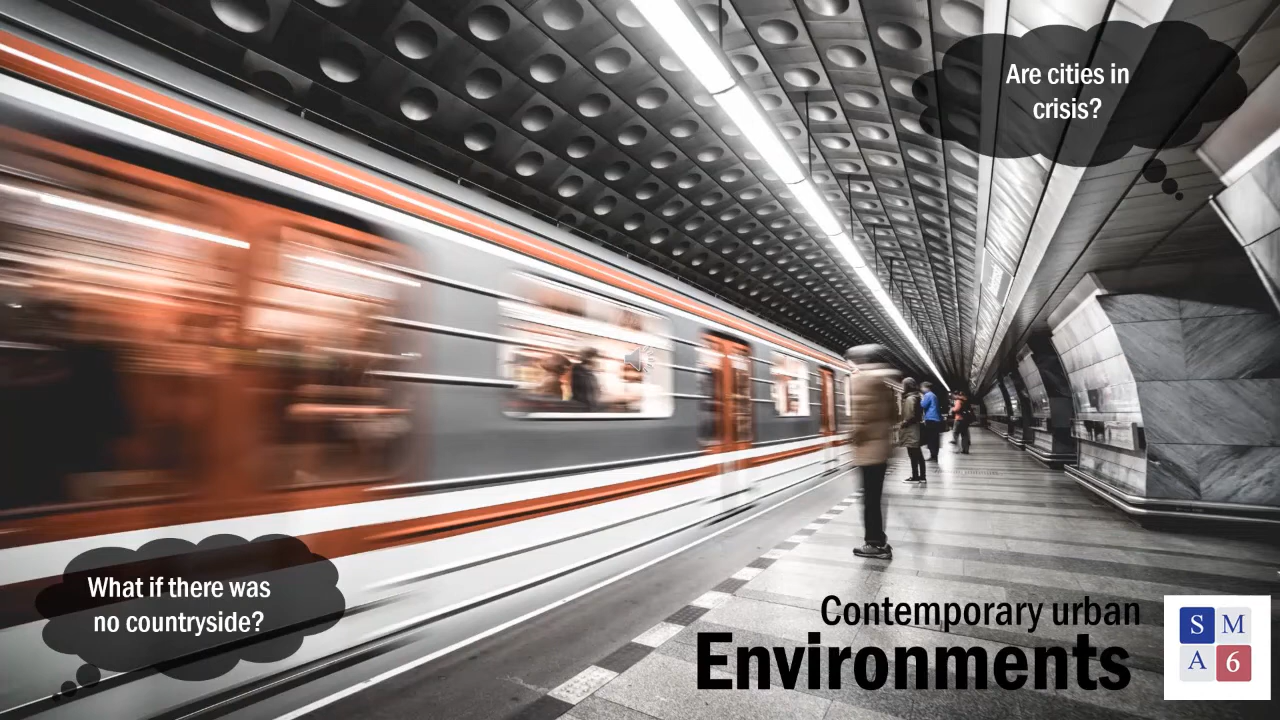 Are cities in
crisis?
What if there was
no countryside?
Contemporary urban
Environments
S M
A 6